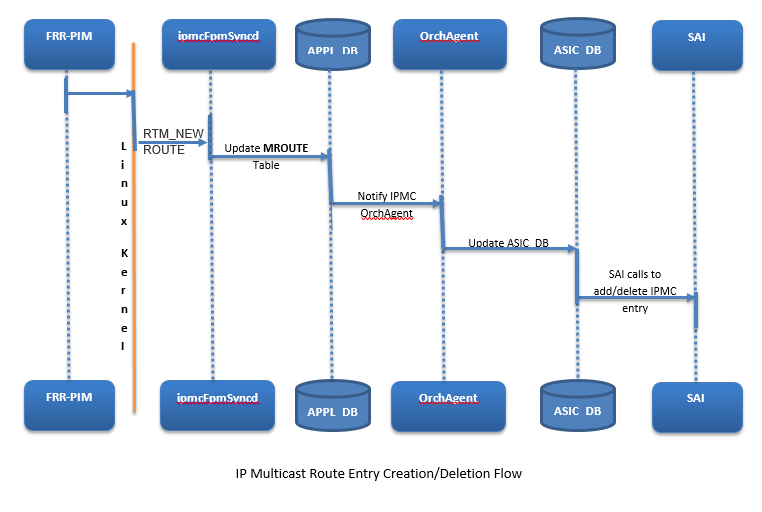 FRR-PIM
ipmcFpmSyncd
APPL_DB
OrchAgent
ASIC_DB
SAI
Linux Kernel
RTM_NEW
ROUTE
Update MROUTE
Table
Notify IPMC
OrchAgent
Update ASIC_DB
SAI calls to
add/delete IPMC
entry
FRR-PIM
ipmcFpmSyncd
APPL_DB
OrchAgent
ASIC_DB
SAI
IP Multicast Route Entry Creation/Deletion Flow